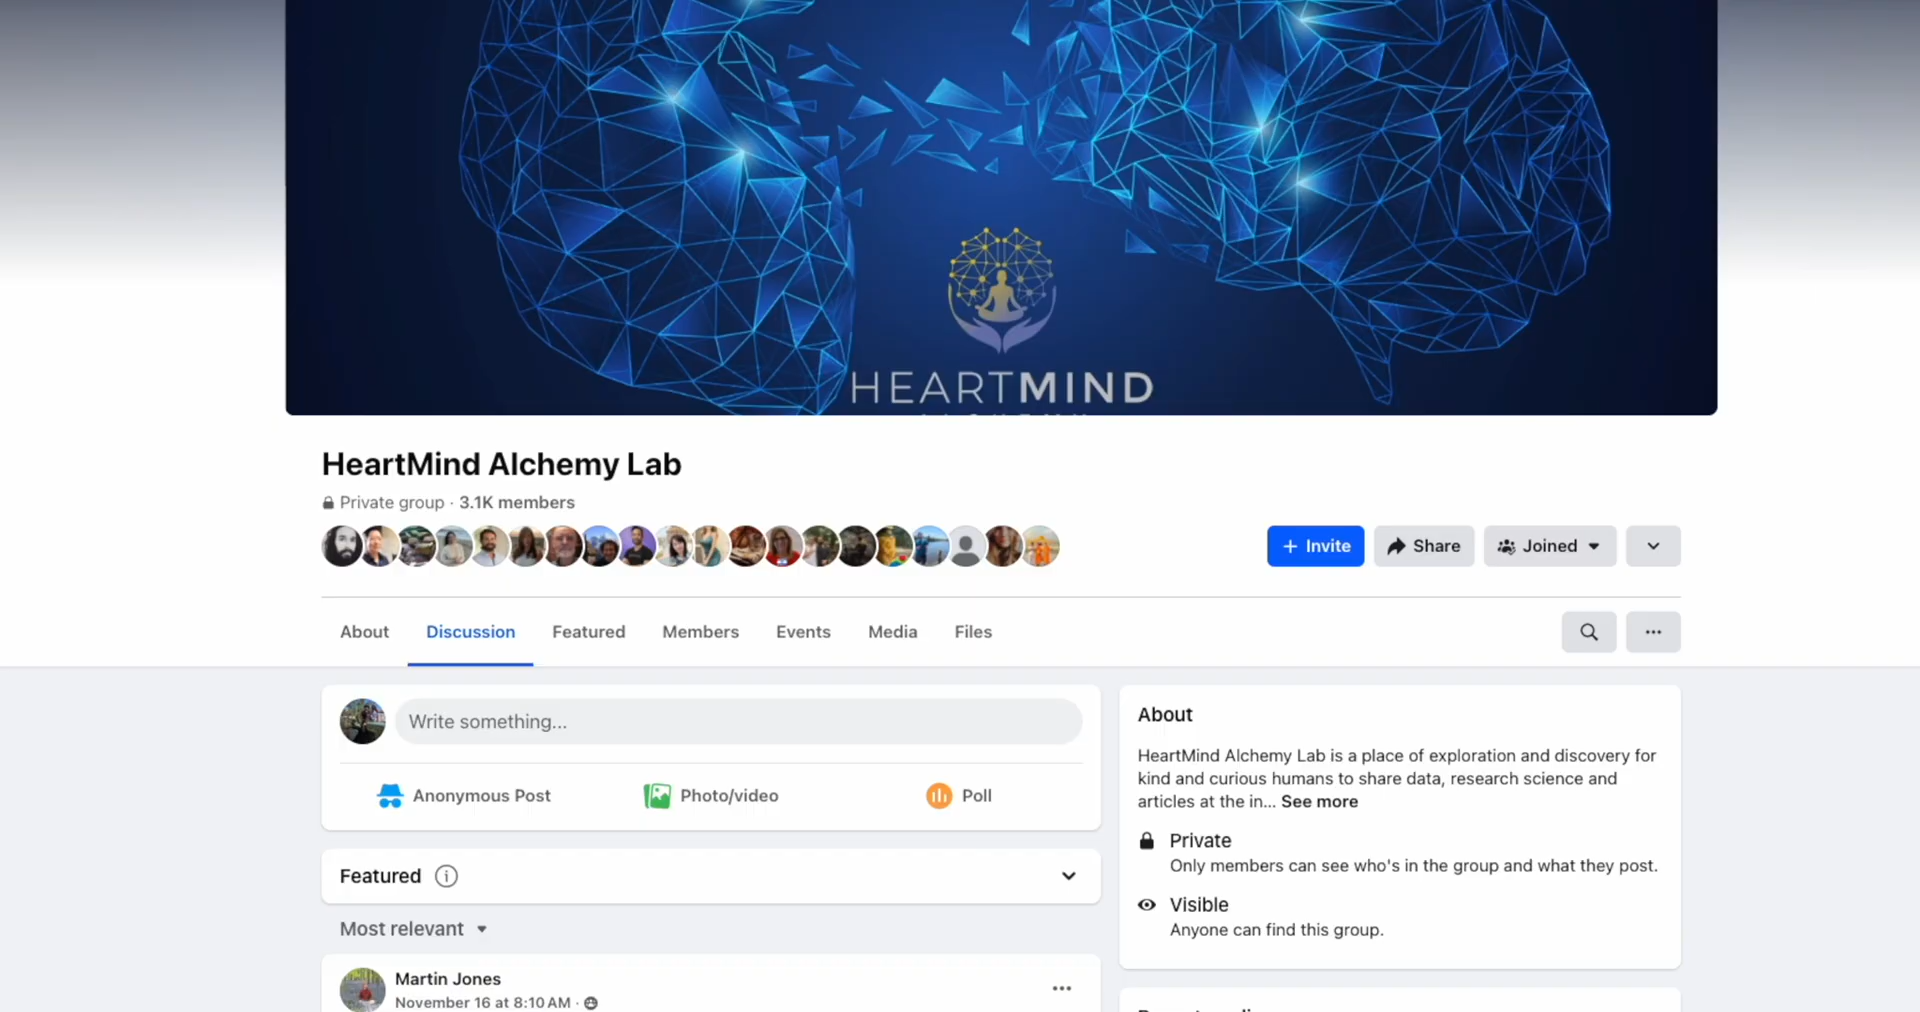 HEARTMIND
HeartMind Alchemy Lab
Private group · 3.1K members
+ Invite
Share
Joined
About
Discussion
Featured
Members
Events
Media
Files
Write something...
Anonymous Post
Photo/video
Poll
Featured
Most relevant
Martin Jones
November 16 at 8:10 AM ·
About
HeartMind Alchemy Lab is a place of exploration and discovery for
kind and curious humans to share data, research science and
articles at the in... See more
Private
Only members can see who's in the group and what they post.
Visible
Anyone can find this group.